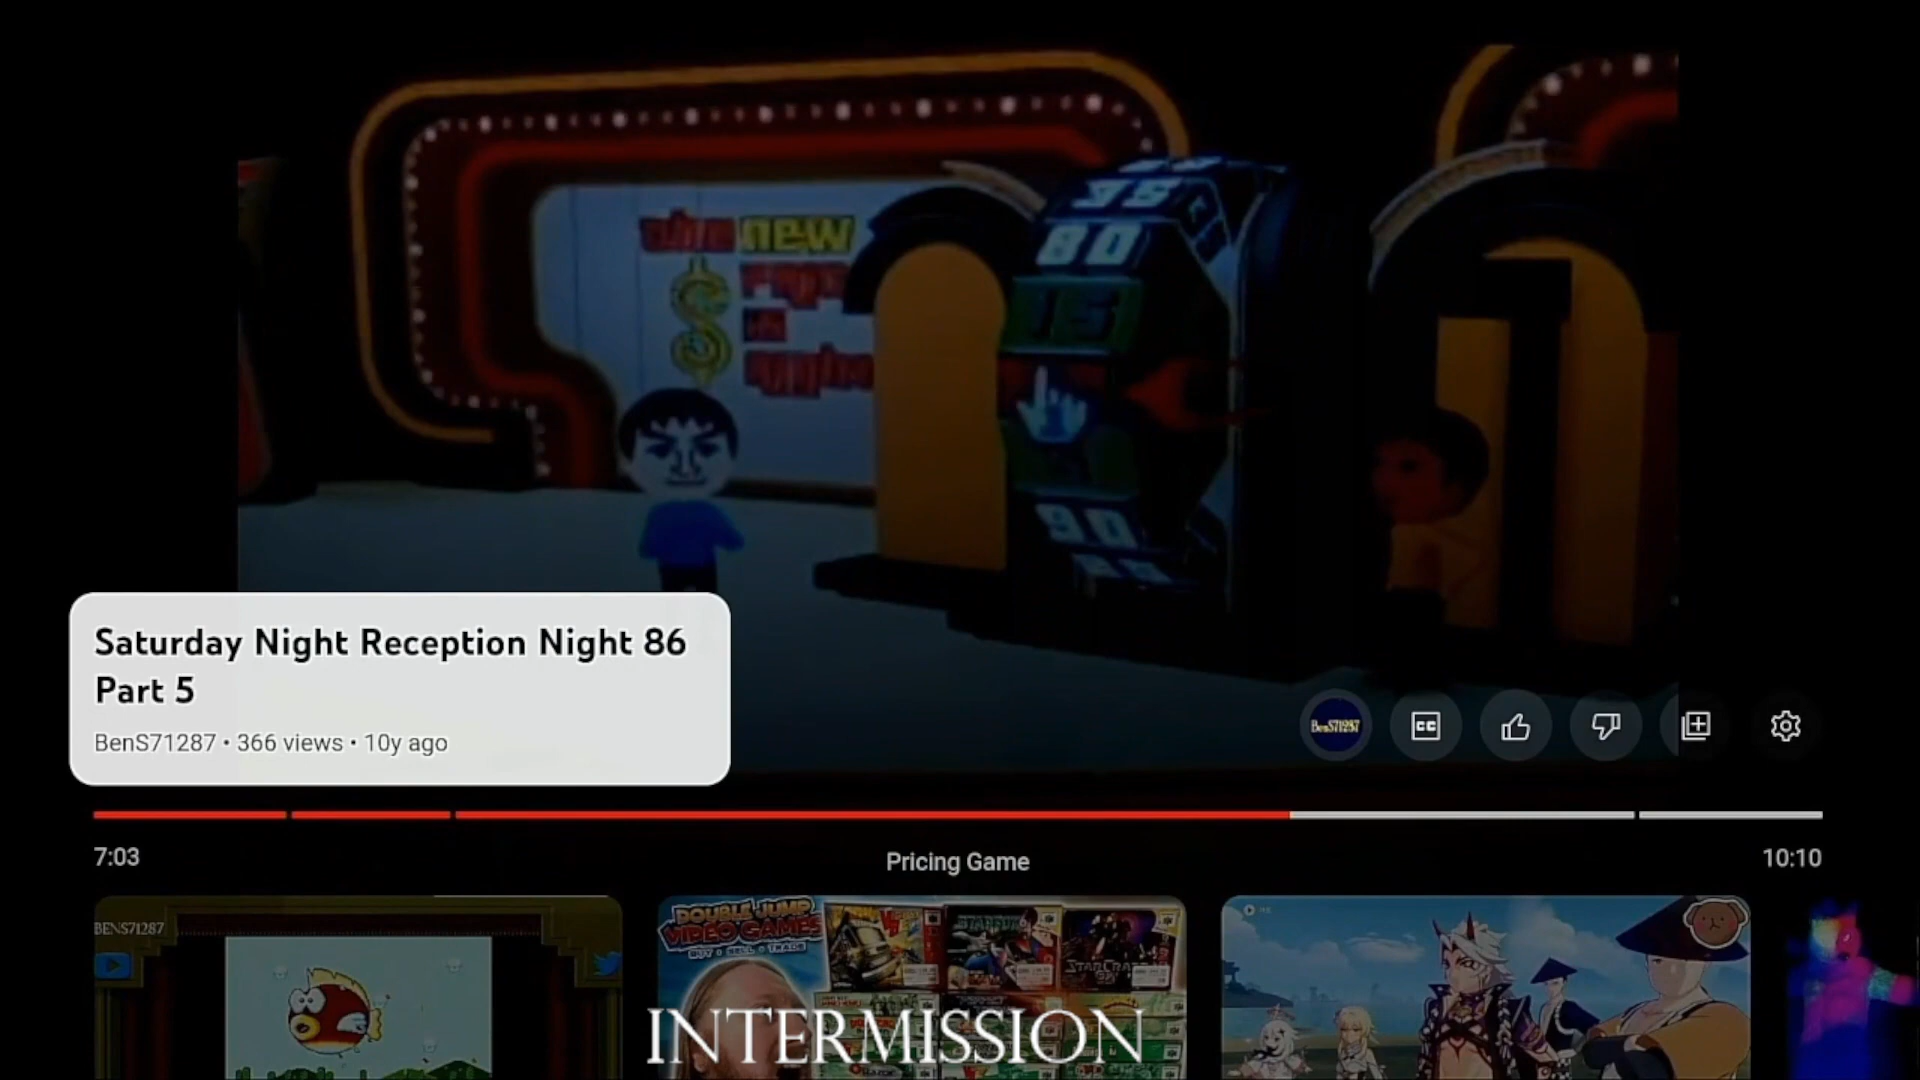 new
$
35
80
15
90
Saturday Night Reception Night 86
Part 5
BenS71287 • 366 views • 10y ago
BenS71287
CC
7:03
Pricing Game
10:10
BENS71287
DOUBLE JUMP
VIDEO GAMES
BUY • SELL • TRADE
INTERMISSION